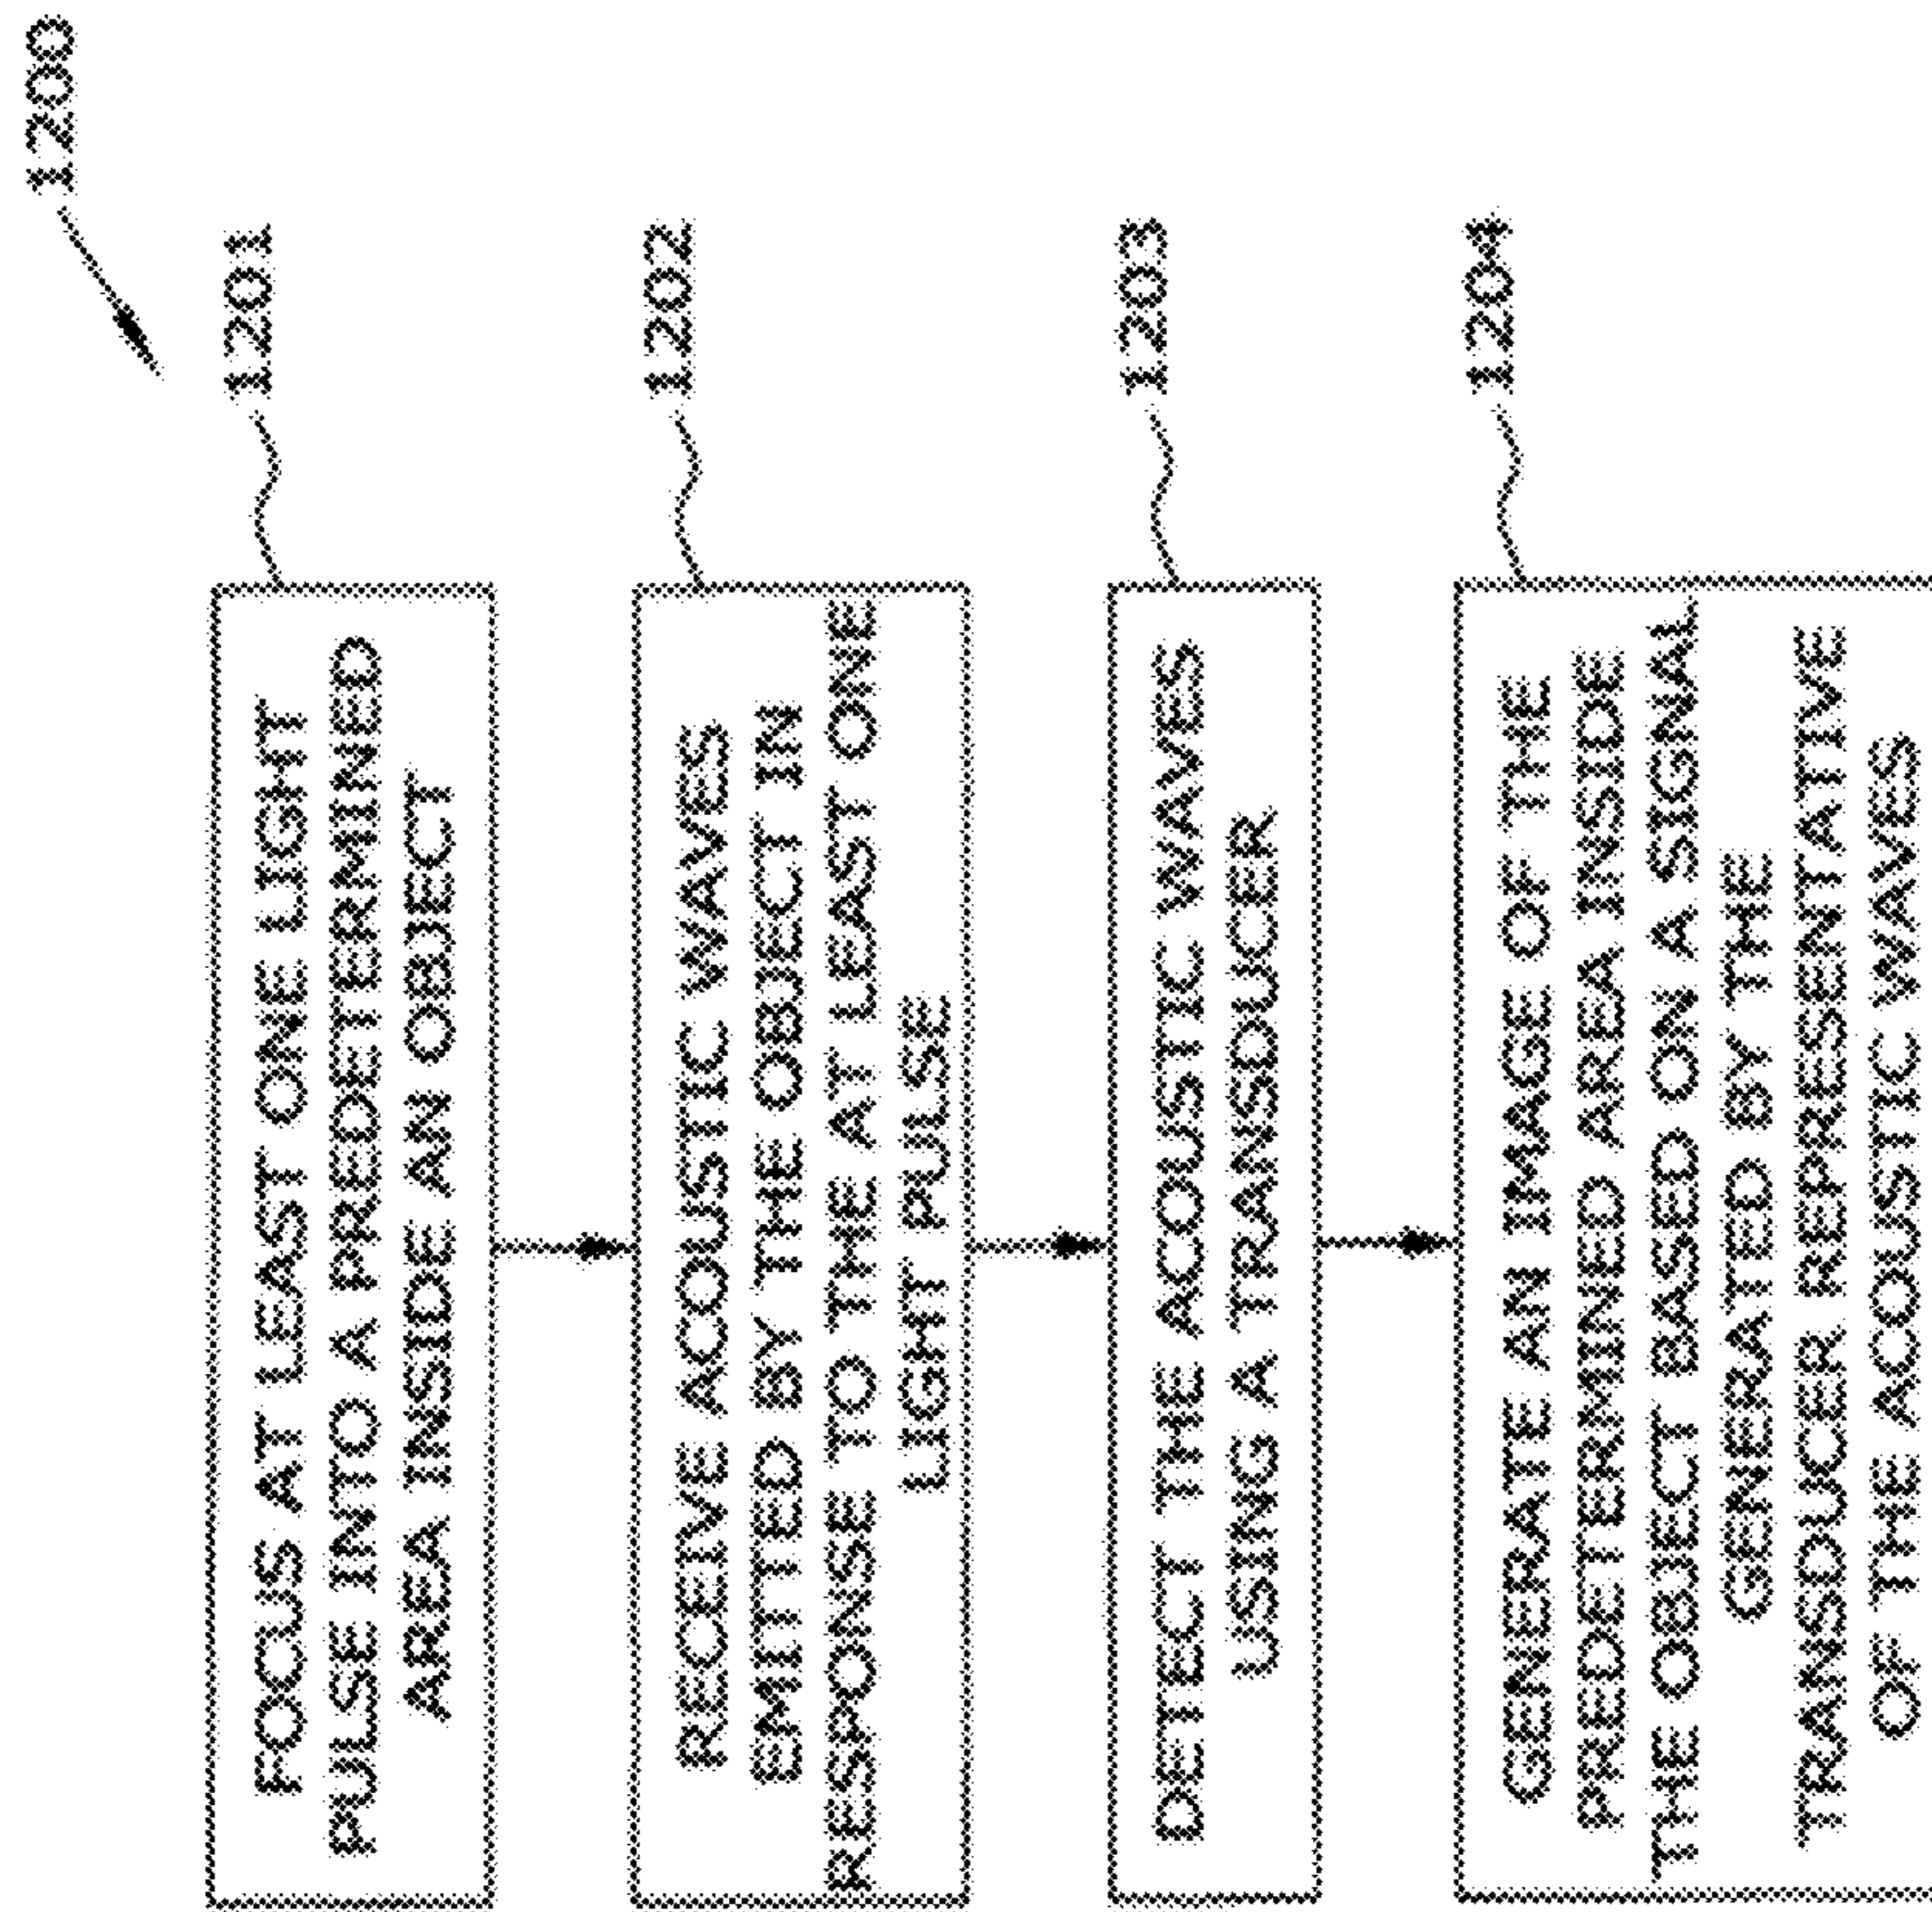 1200
1201
FOCUS AT LEAST ONE LIGHT
PULSE INTO A PREDETERMINED
AREA INSIDE AN OBJECT
1202
RECEIVE ACOUSTIC WAVES
EMITTED BY THE OBJECT IN
RESPONSE TO THE AT LEAST ONE
LIGHT PULSE
1203
DETECT THE ACOUSTIC WAVES
USING A TRANSDUCER
1204
GENERATE AN IMAGE OF THE
PREDETERMINED AREA INSIDE
THE OBJECT BASED ON A SIGNAL
GENERATED BY THE
TRANSDUCER REPRESENTATIVE
OF THE ACOUSTIC WAVES